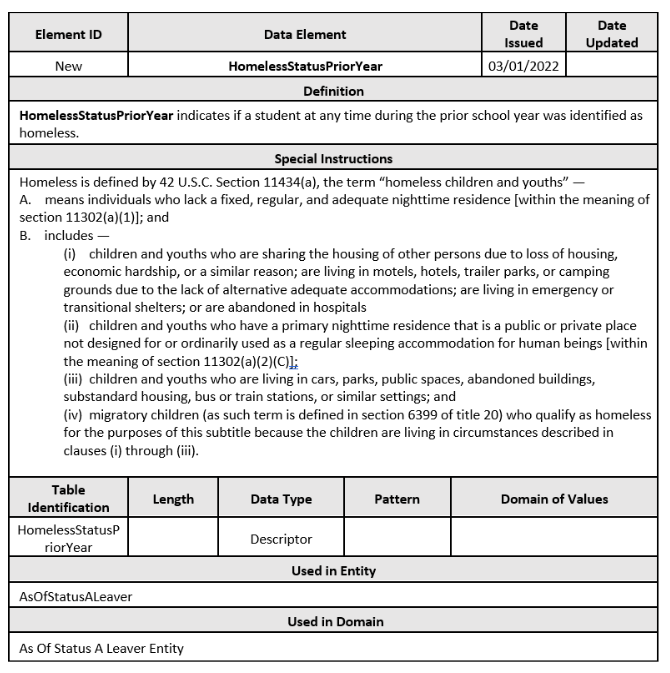 Element ID Data Element Date Issued Date Updated
New HomelessStatusPriorYear 03/01/2022
Definition
HomelessStatusPriorYear indicates if a student at any time during the prior school year was identified as
homeless.
Special Instructions
Homeless is defined by 42 U.S.C. Section 11434(a), the term “homeless children and youths” —
A. means individuals who lack a fixed, regular, and adequate nighttime residence [within the meaning of
section 11302(a)(1)]; and
B. includes —
(i) children and youths who are sharing the housing of other persons due to loss of housing,
economic hardship, or a similar reason; are living in motels, hotels, trailer parks, or camping
grounds due to the lack of alternative adequate accommodations; are living in emergency or
transitional shelters; or are abandoned in hospitals
(ii) children and youths who have a primary nighttime residence that is a public or private place
not designed for or ordinarily used as a regular sleeping accommodation for human beings [within
the meaning of section 11302(a)(2)(C)];
(iii) children and youths who are living in cars, parks, public spaces, abandoned buildings,
substandard housing, bus or train stations, or similar settings; and
(iv) migratory children (as such term is defined in section 6399 of title 20) who qualify as homeless
for the purposes of this subtitle because the children are living in circumstances described in
clauses (i) through (iii).
Table Identification Length Data Type Pattern Domain of Values
HomelessStatusP
riorYear Descriptor
Used in Entity
AsOfStatusALeaver
Used in Domain
As Of Status A Leaver Entity